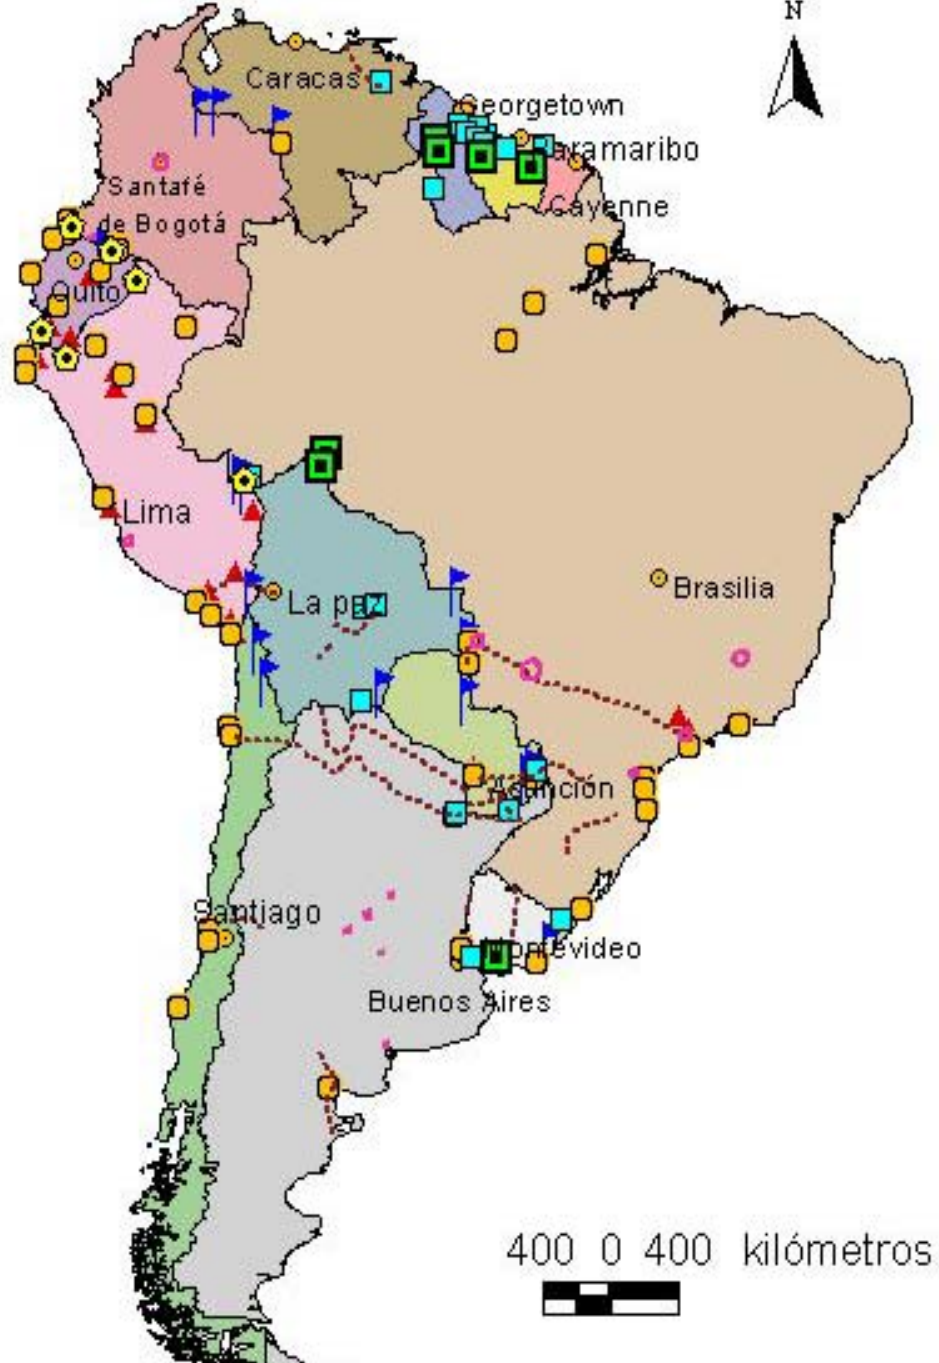 N
Caracas
Georgetown
Paramaribo
Santafé
de Bogotá
Cayenne
Quito
Lima
La paz
Brasilia
Asunción
Santiago
Montevideo
Buenos Aires
400 0 400 kilómetros